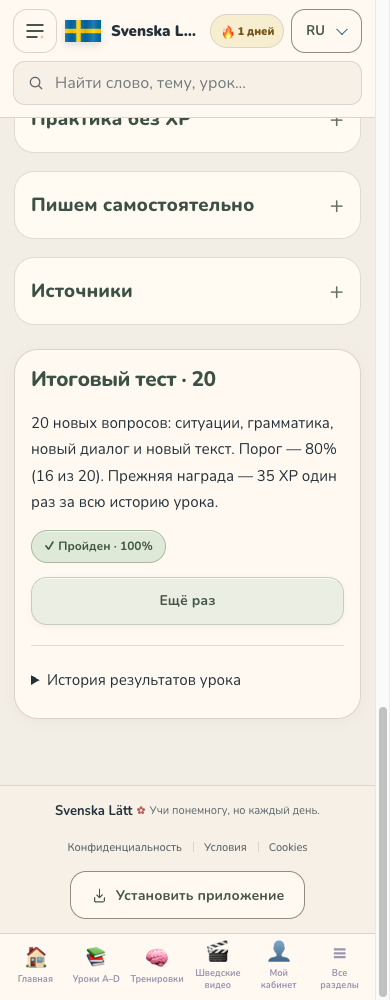 Svenska L...
1 дней
RU
Найти слово, тему, урок...
Практика без XP
Пишем самостоятельно
Источники
Итоговый тест · 20
20 новых вопросов: ситуации, грамматика,
новый диалог и новый текст. Порог — 80%
(16 из 20). Прежняя награда — 35 XP один
раз за всю историю урока.
✓ Пройден · 100%
Ещё раз
История результатов урока
Svenska Lätt Учи понемногу, но каждый день.
Конфиденциальность Условия Cookies
Установить приложение
Главная
Уроки A–D
Тренировки
Шведские
видео
Мой
кабинет
Все
разделы